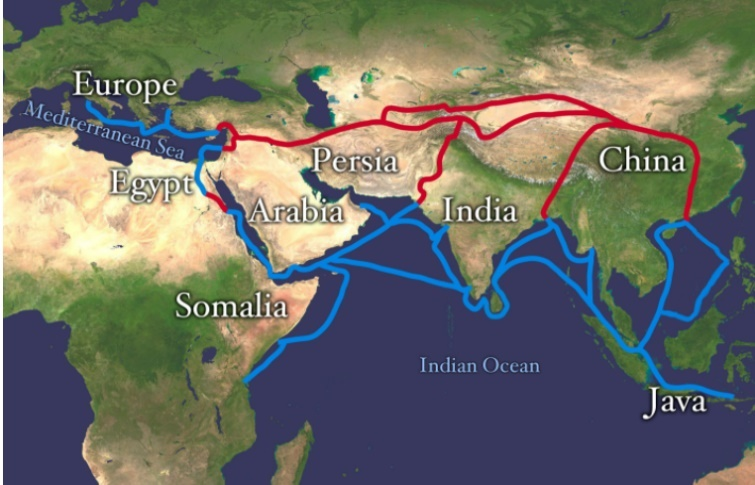 Europe
Mediterranean Sea
Egypt
Persia
China
Arabia
India
Somalia
Indian Ocean
Java